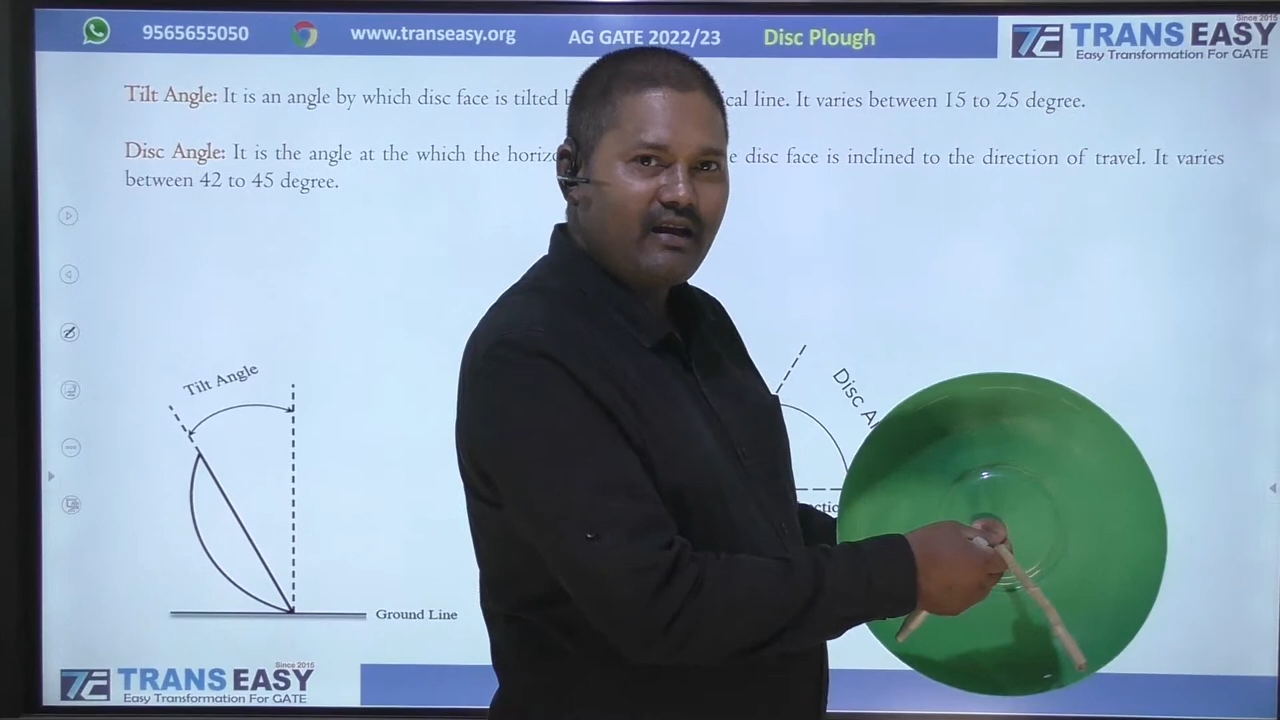 9565655050 www.transeasy.org AG GATE 2022/23 Disc Plough
Since 2015
TE TRANS EASY
Easy Transformation For GATE
Tilt Angle: It is an angle by which disc face is tilted line. It varies between 15 to 25 degree.
Disc Angle: It is the angle at the which the disc face is inclined to the direction of travel. It varies
between 42 to 45 degree.
Tilt Angle
Disc
Ground Line
Since 2015
TE TRANS EASY
Easy Transformation For GATE